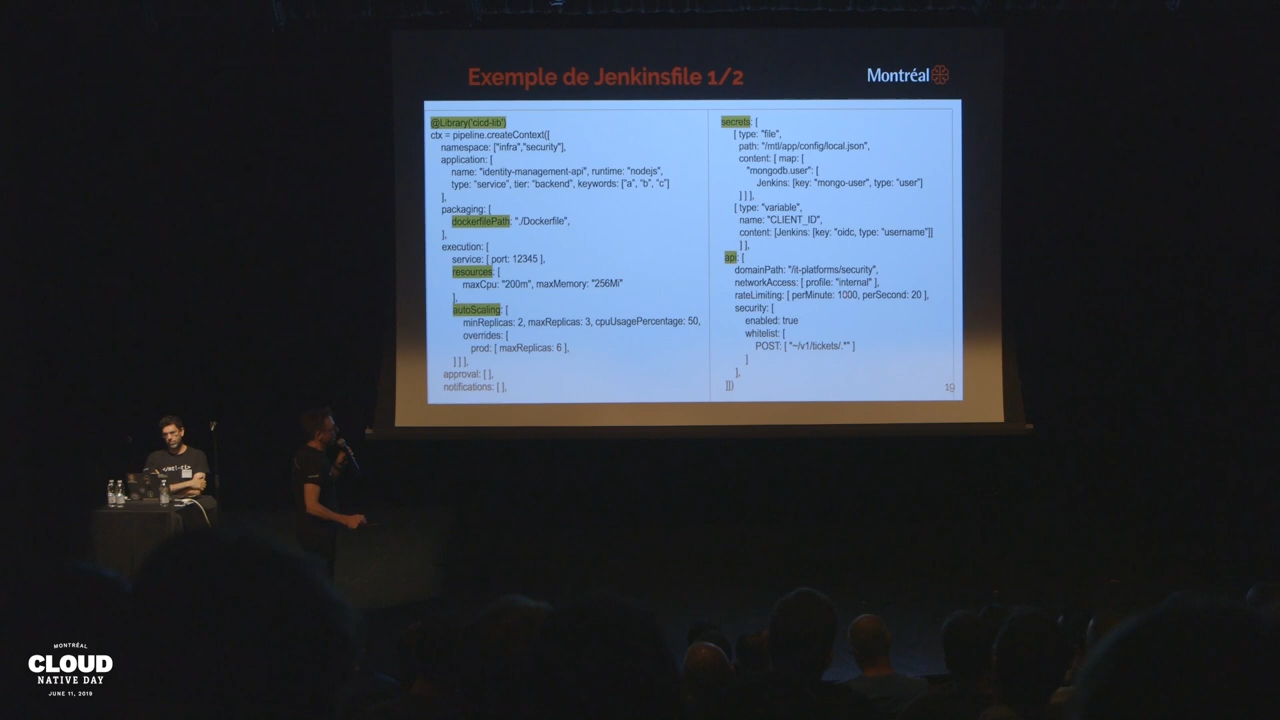 Exemple de Jenkinsfile 1/2
Montréal
@Library('cicd-lib')
ctx = pipeline.createContext([
namespace: ["infra","security"],
application: [
name: "identity-management-api", runtime: "nodejs",
type: "service", tier: "backend", keywords: ["a", "b", "c"]
],
packaging: [
dockerfilePath: "./Dockerfile",
],
execution: [
service: [ port: 12345 ],
resources: [
maxCpu: "200m", maxMemory: "256Mi"
],
autoScaling: [
minReplicas: 2, maxReplicas: 3, cpuUsagePercentage: 50,
overrides: [
prod: [ maxReplicas: 6 ],
] ] ],
approval: [ ],
notifications: [ ],
secrets: [
[ type: "file",
path: "/mtl/app/config/local.json",
content: [ map: [
"mongodb.user": [
Jenkins: [key: "mongo-user", type: "user"]
] ] ],
[ type: "variable",
name: "CLIENT_ID",
content: [Jenkins: [key: "oidc, type: "username"]]
] ],
api: [
domainPath: "/it-platforms/security",
networkAccess: [ profile: "internal" ],
rateLimiting: [ perMinute: 1000, perSecond: 20 ],
security: [
enabled: true
whitelist: [
POST: [ "~/v1/tickets/.*" ]
]
],
]])
19
MONTRÉAL
CLOUD
NATIVE DAY
JUNE 11, 2019